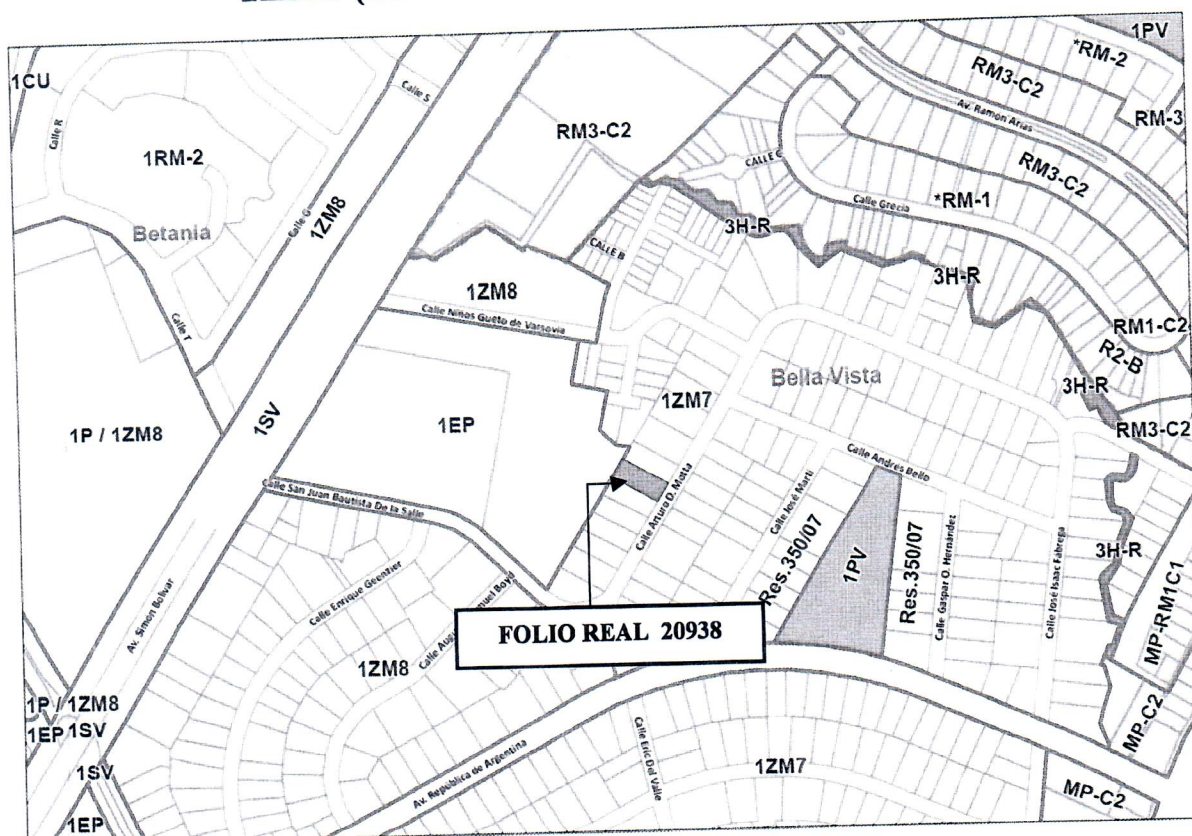 1PV
*RM-2
RM3-C2
1CU
Calle S
Av. Ramon Arias
RM-3
Calle R
RM3-C2
1RM-2
CALLE C
RM3-C2
1ZM8
*RM-1
Calle Grecia
Calle G
Betania
3H-R
CALLE B
3H-R
1ZM8
Calle Ninos Gueto de Varsovia
Calle T
RM1-C2
R2-B
Bella Vista
3H-R
1ZM7
1SV
1EP
1P / 1ZM8
RM3-C2
Calle Andrés Bello
Calle José Martí
Calle Arturo D. Motta
Calle San Juan Bautista De la Salle
Res.350/07
1PV
Res.350/07
3H-R
Calle Gaspar O. Hernández
Calle José Isaac Fabrega
Calle Enrique Geenzier
Av. Simon Bolivar
FOLIO REAL 20938
MP-RM1C1
1ZM8
1P / 1ZM8
1EP
1SV
MP-C2
1SV
Av. República de Argentina
Calle Eric Del Valle
1ZM7
MP-C2
1EP